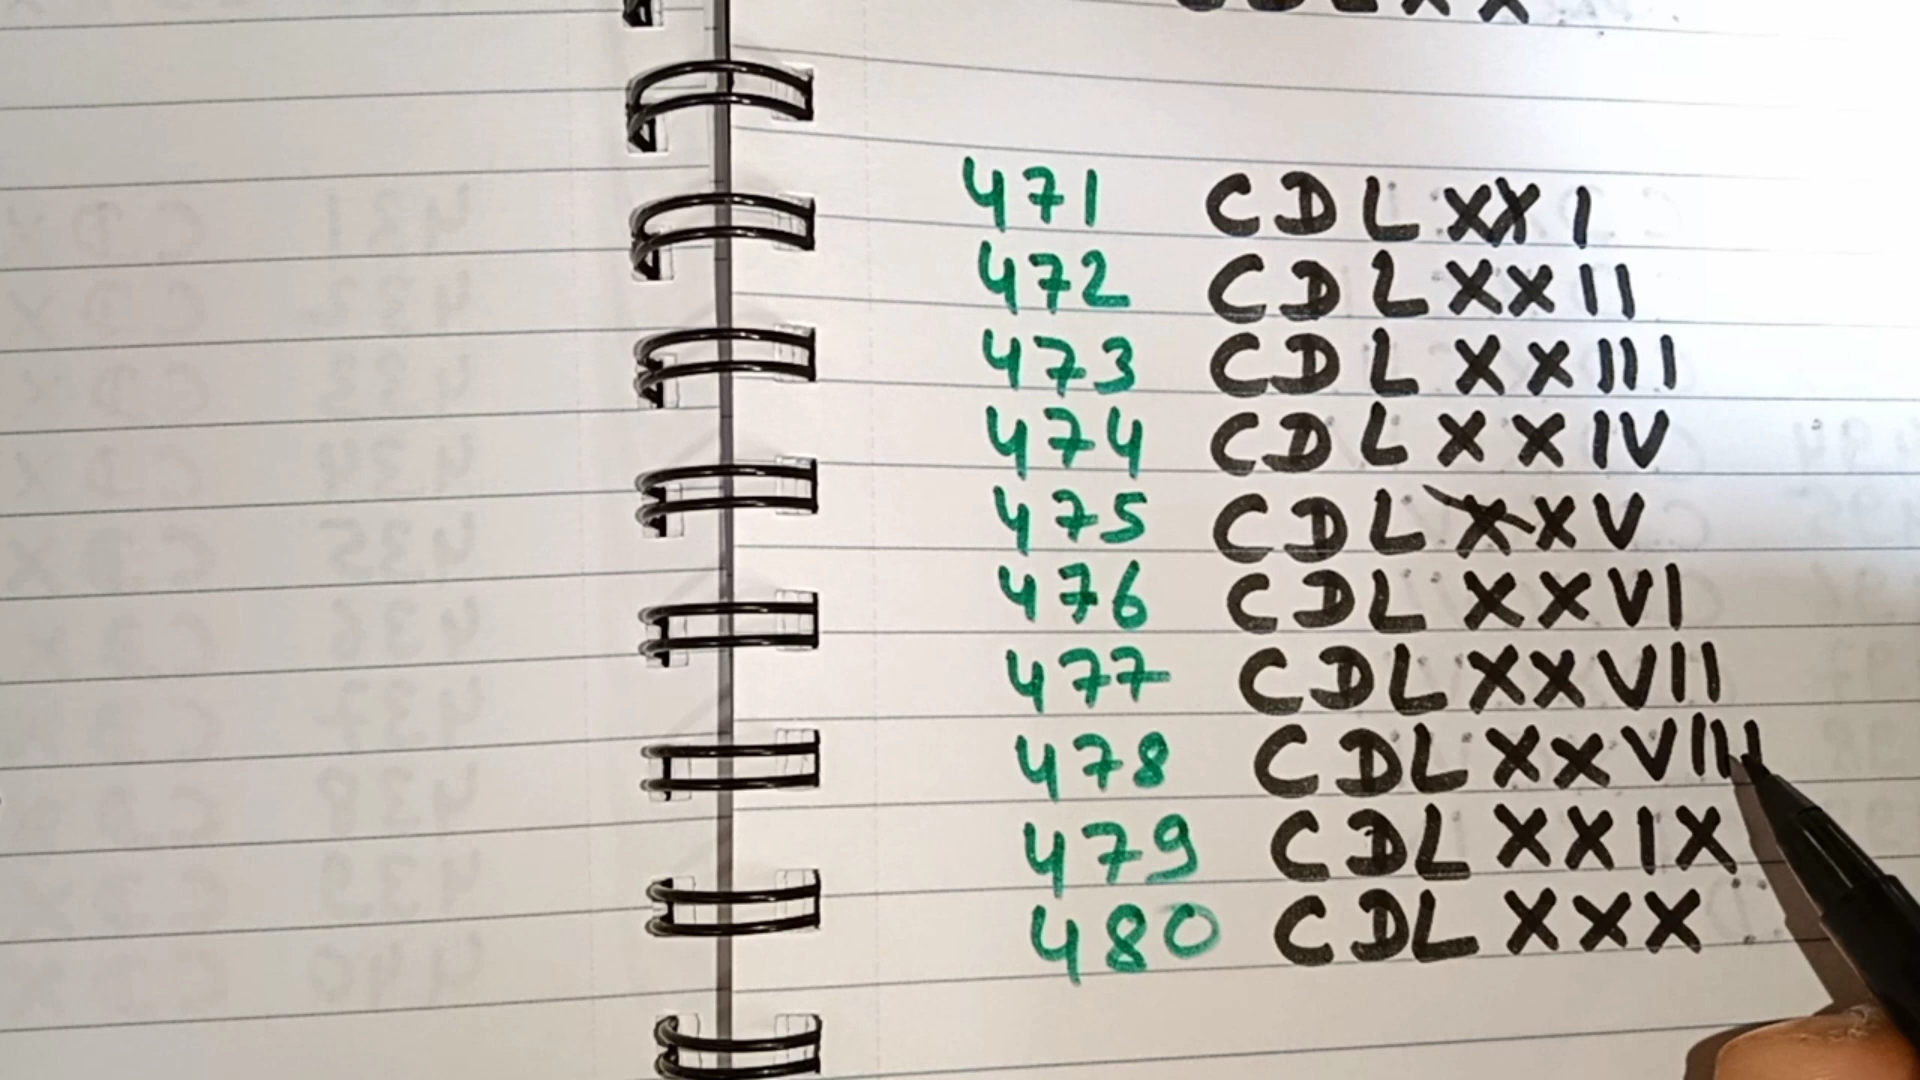 CDLXX
471 CDLXXI
472 CDLXXII
473 CDLXXIII
474 CDLXXIV
475 CDLXXV
476 CDLXXVI
477 CDLXXVII
478 CDLXXVIII
479 CDLXXIX
480 CDLXXX